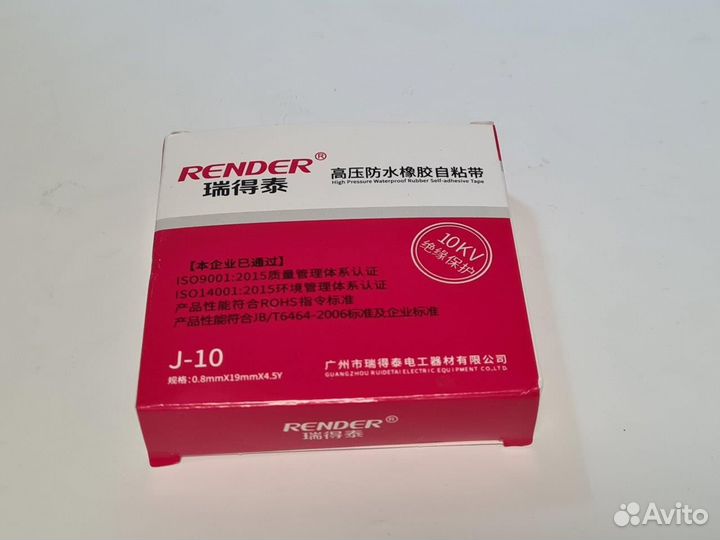 RENDER®
瑞得泰
高压防水橡胶自粘带
High Pressure Waterproof Rubber Self-adhesive Tape
10KV
绝缘保护
【本企业已通过】
ISO9001:2015质量管理体系认证
ISO14001:2015环境管理体系认证
产品性能符合ROHS指令标准
产品性能符合JB/T6464-2006标准及企业标准
J-10
规格:0.8mmX19mmX4.5Y
广州市瑞得泰电工器材有限公司
GUANGZHOU RUIDETAI ELECTRIC EQUIPMENT CO.,LTD
RENDER®
瑞得泰
Avito